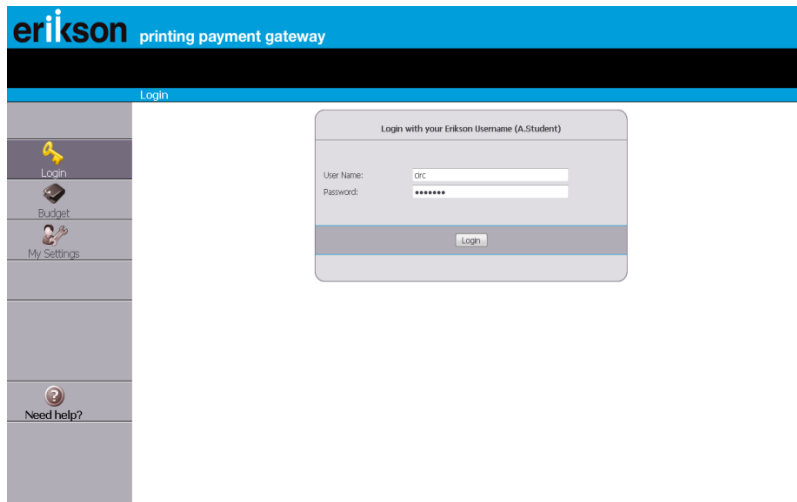 erikson printing payment gateway
Login
Login with your Erikson Username (A.Student)
User Name: circ
Password: •••••••
Login
Login
Budget
My Settings
Need help?